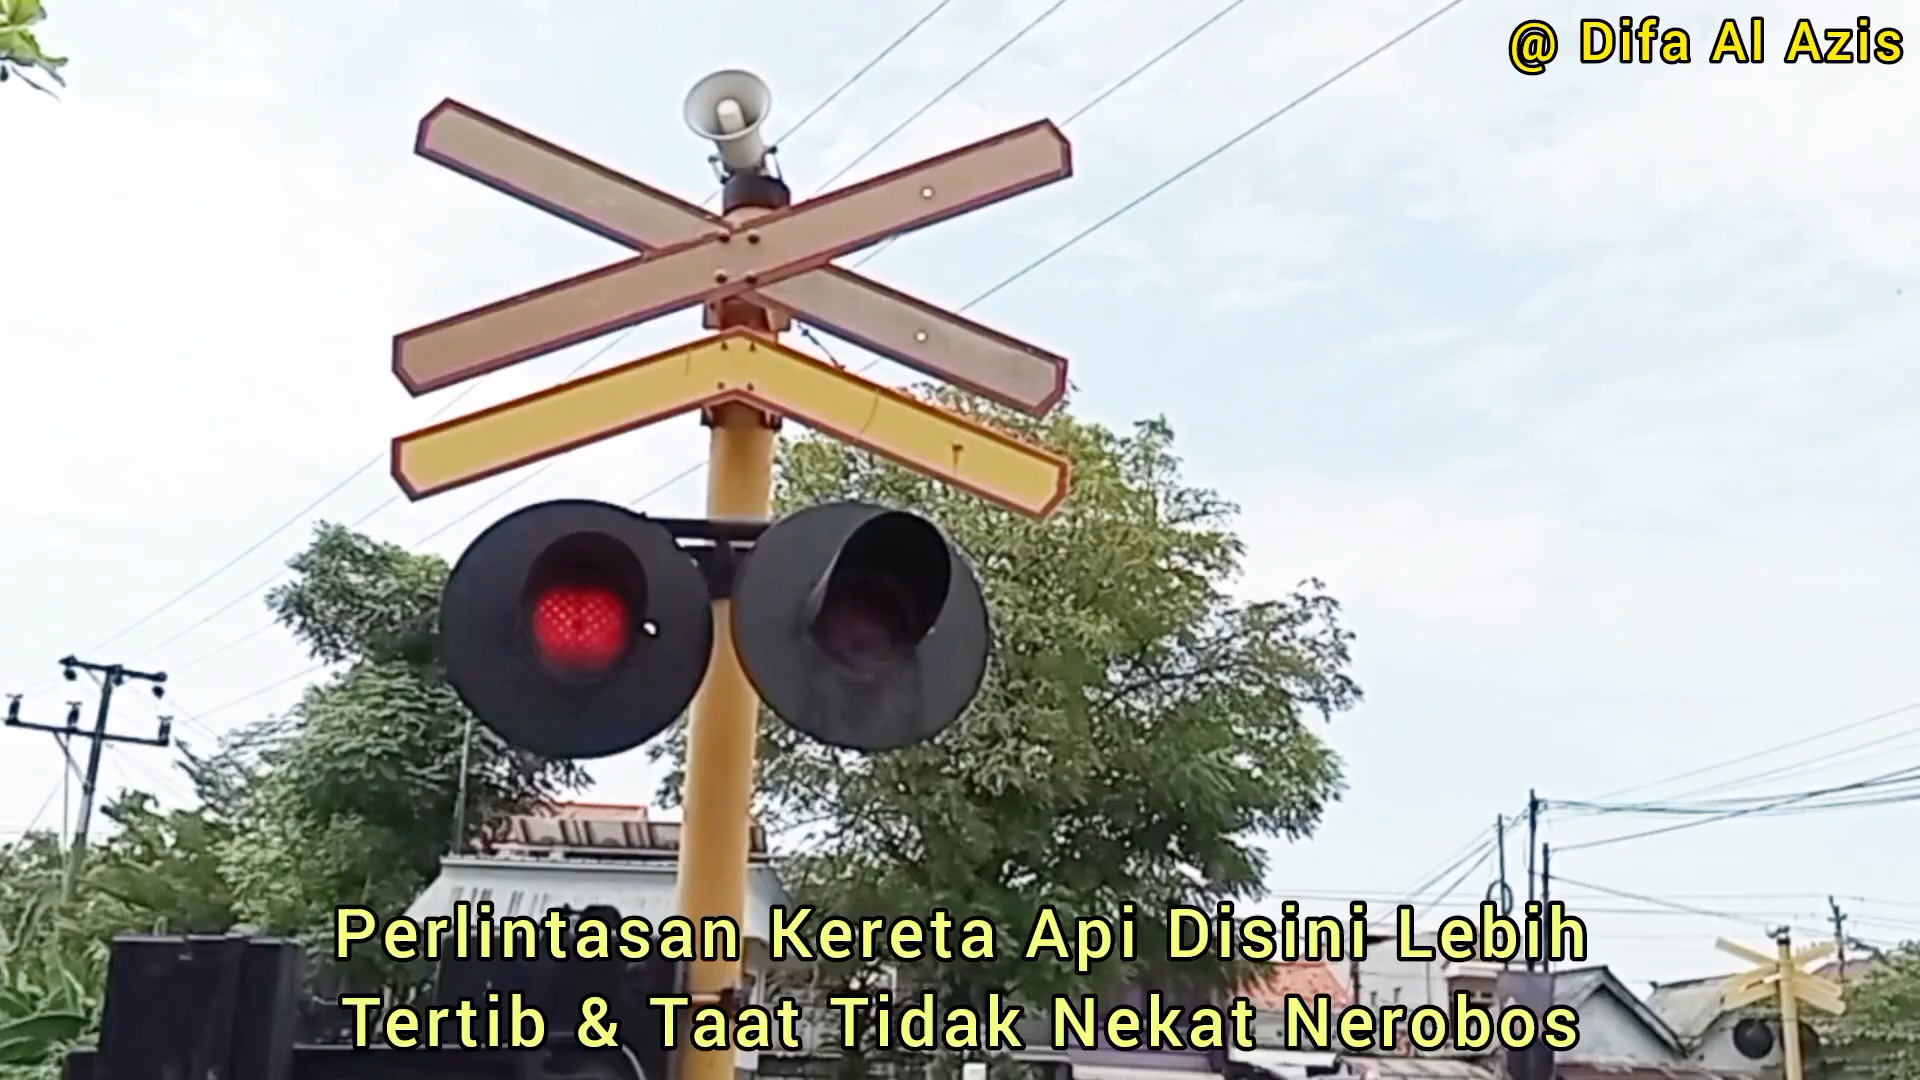 @ Difa Al Azis
Perlintasan Kereta Api Disini Lebih
Tertib & Taat Tidak Nekat Nerobos